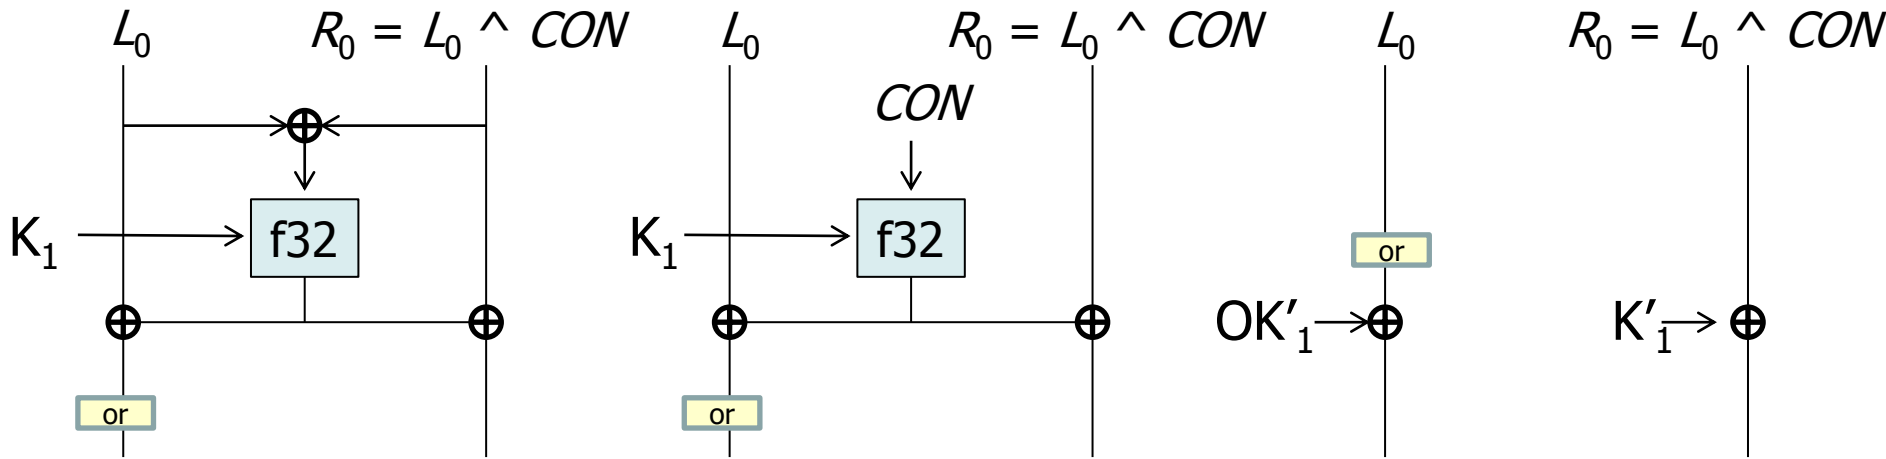 L₀ R₀ = L₀ ^ CON L₀ R₀ = L₀ ^ CON L₀ R₀ = L₀ ^ CON
CON
K₁ f32 K₁ f32 or
OK′₁ K′₁
or or